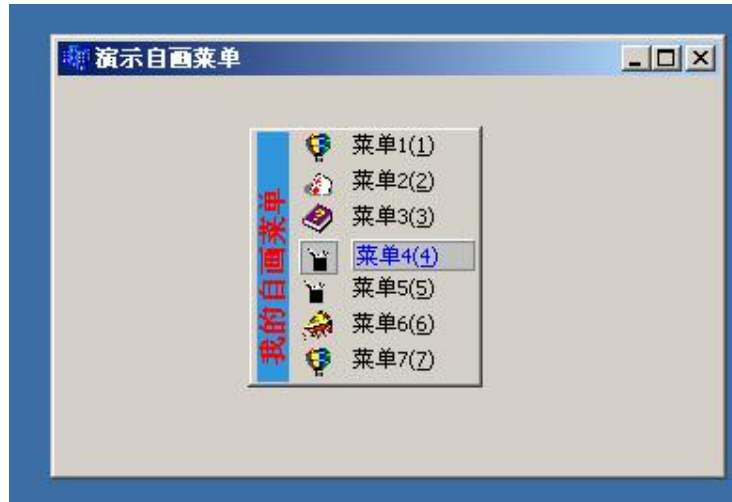 演示自画菜单
我的自画菜单
菜单1(1)
菜单2(2)
菜单3(3)
菜单4(4)
菜单5(5)
菜单6(6)
菜单7(7)